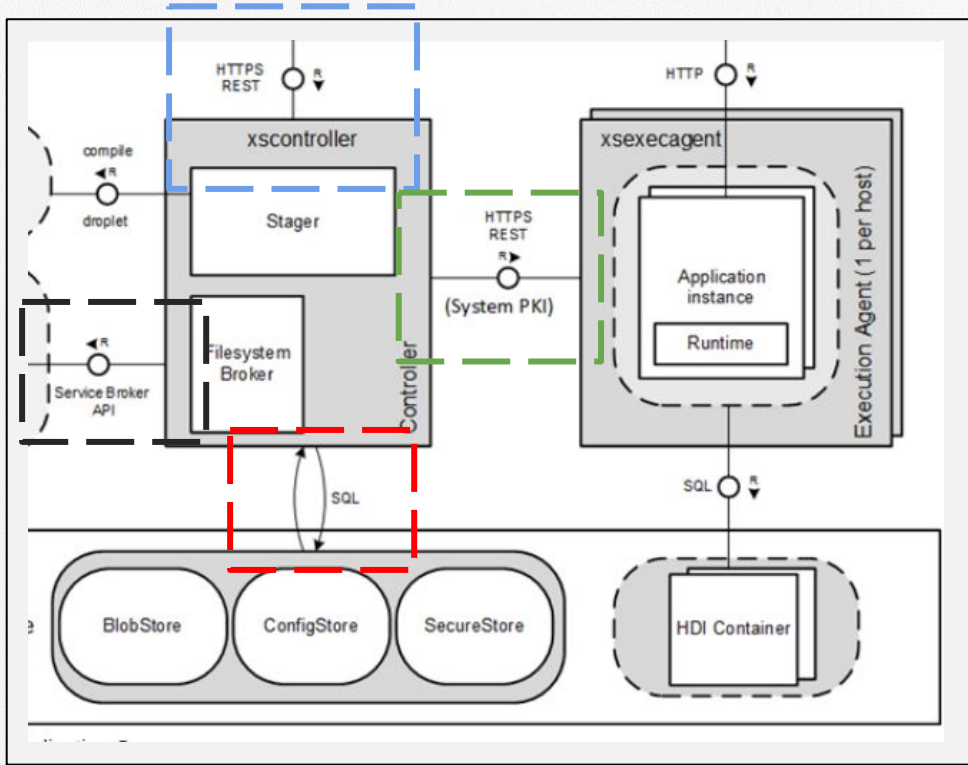 HTTPS
REST
R
HTTP
R
xscontroller
xsexecagent
compile
R
droplet
Stager
HTTPS
REST
R
(System PKI)
Application
instance
Runtime
Execution Agent (1 per host)
Filesystem
Broker
Controller
R
Service Broker
API
SQL
SQL
R
BlobStore
ConfigStore
SecureStore
HDI Container